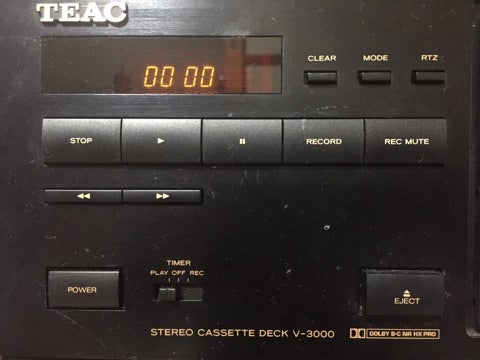 TEAC
00 00
CLEAR MODE RTZ
STOP RECORD REC MUTE
TIMER
PLAY OFF REC
POWER
EJECT
STEREO CASSETTE DECK V-3000 DOLBY B-C NR HX PRO